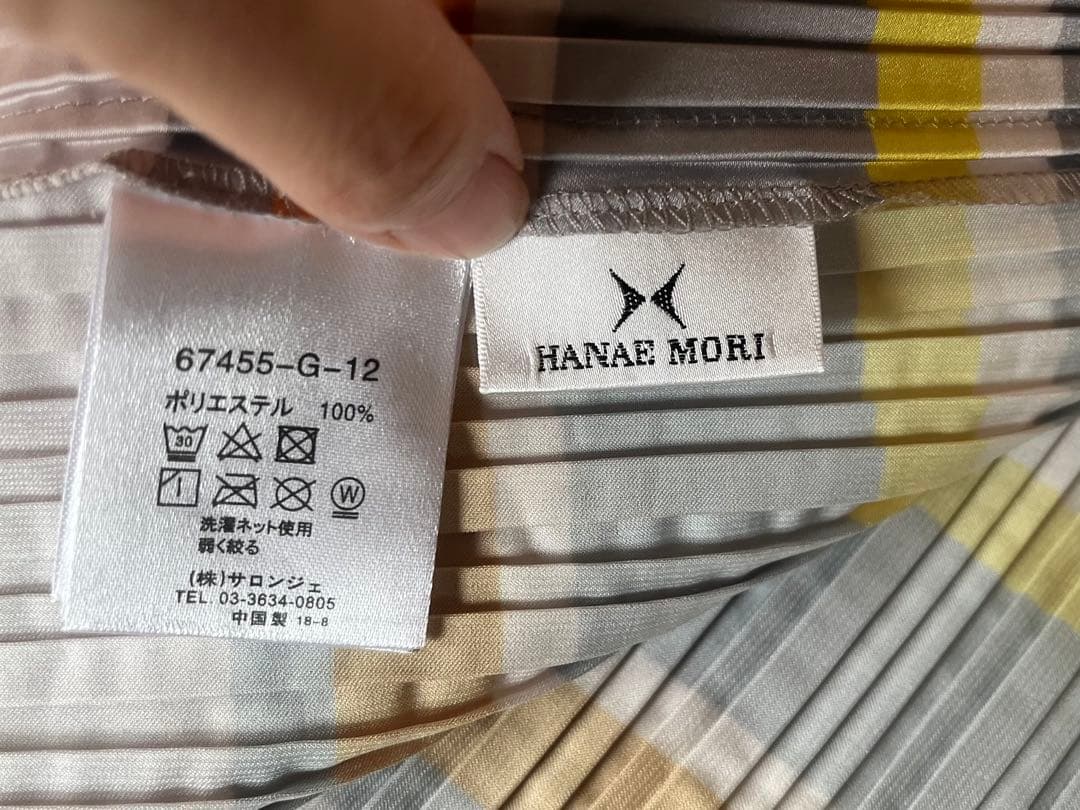 67455-G-12
ポリエステル 100%
30
W
洗濯ネット使用
弱く絞る
(株)サロンジェ
TEL. 03-3634-0805
中国製 18-8
HANAE MORI